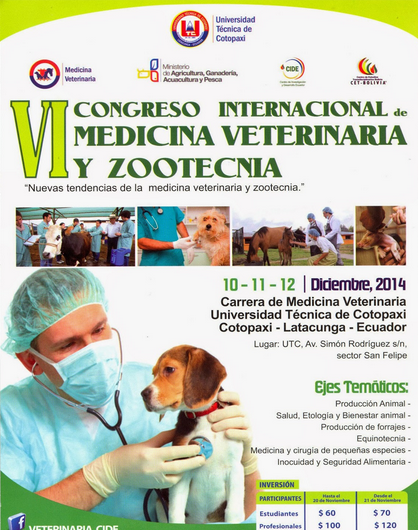 Universidad
Técnica de
Cotopaxi
Medicina
Veterinaria
Ministerio
de Agricultura, Ganadería,
Acuacultura y Pesca
CIDE
CET-BOLIVIA
VI CONGRESO INTERNACIONAL de
MEDICINA VETERINARIA
Y ZOOTECNIA
“Nuevas tendencias de la medicina veterinaria y zootecnia.”
10 - 11 - 12 | Diciembre, 2014
Carrera de Medicina Veterinaria
Universidad Técnica de Cotopaxi
Cotopaxi - Latacunga - Ecuador
Lugar: UTC, Av. Simón Rodríguez s/n,
sector San Felipe
Ejes Temáticos:
Producción Animal -
Salud, Etología y Bienestar animal -
Producción de forrajes -
Equinotecnia -
Medicina y cirugía de pequeñas especies -
Inocuidad y Seguridad Alimentaria -
INVERSIÓN
PARTICIPANTES Hasta el 20 de Noviembre Desde el 21 de Noviembre
Estudiantes $ 60 $ 70
Profesionales $ 100 $ 120
f VETERINARIA CIDE